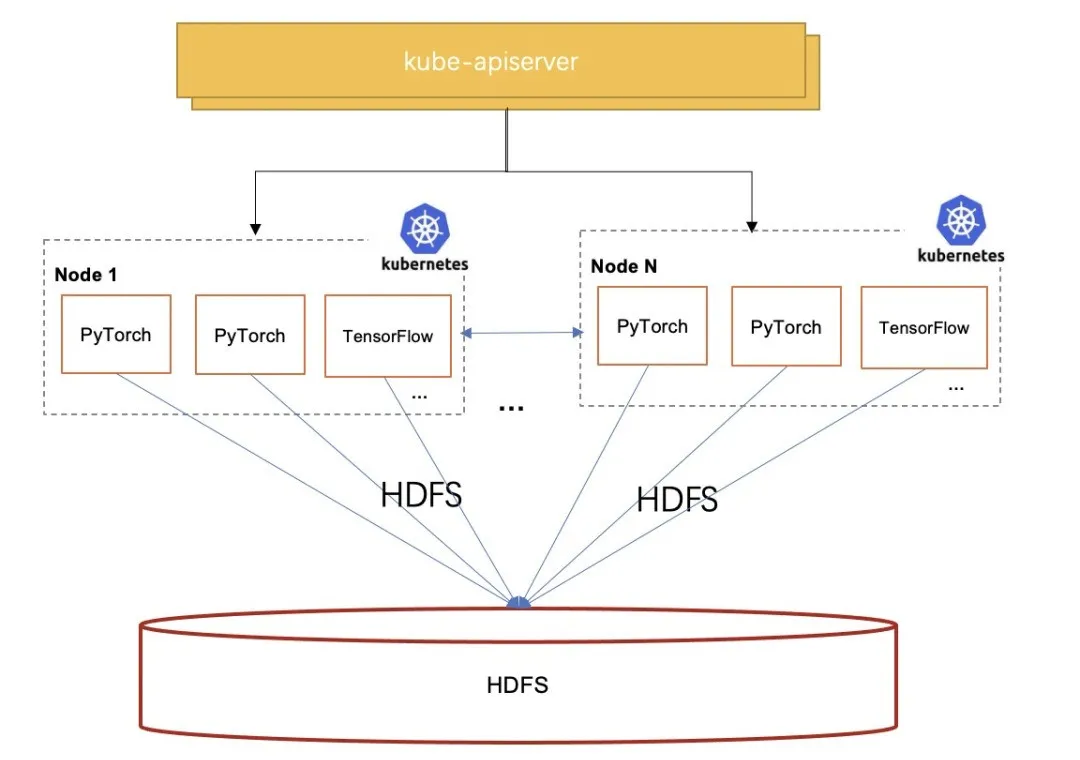 kube-apiserver
kubernetes
kubernetes
Node 1
Node N
PyTorch
PyTorch
TensorFlow
PyTorch
PyTorch
TensorFlow
...
...
...
HDFS
HDFS
HDFS